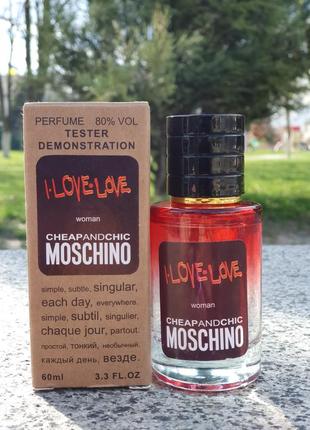 PERFUME 80% VOL
TESTER
DEMONSTRATION
I-LOVE-LOVE
woman
CHEAPANDCHIC
MOSCHINO
simple, subtle, singular,
each day, everywhere.
simple, subtil, singulier,
chaque jour, partout.
простой, тонкий, необычный.
каждый день, везде.
60ml 3.3 FL.OZ
I-LOVE-LOVE
woman
CHEAPANDCHIC
MOSCHINO